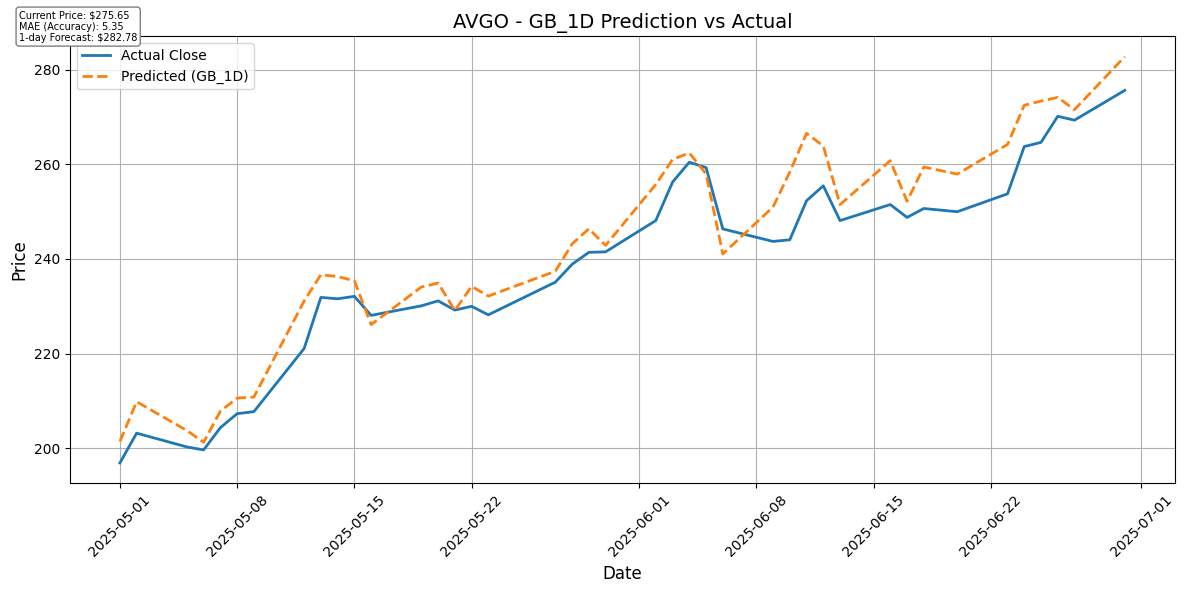 AVGO - GB_1D Prediction vs Actual
Current Price: $275.65
MAE (Accuracy): 5.35
1-day Forecast: $282.78
Actual Close
Predicted (GB_1D)
Price
280
260
240
220
200
2025-05-01
2025-05-08
2025-05-15
2025-05-22
2025-06-01
2025-06-08
2025-06-15
2025-06-22
2025-07-01
Date